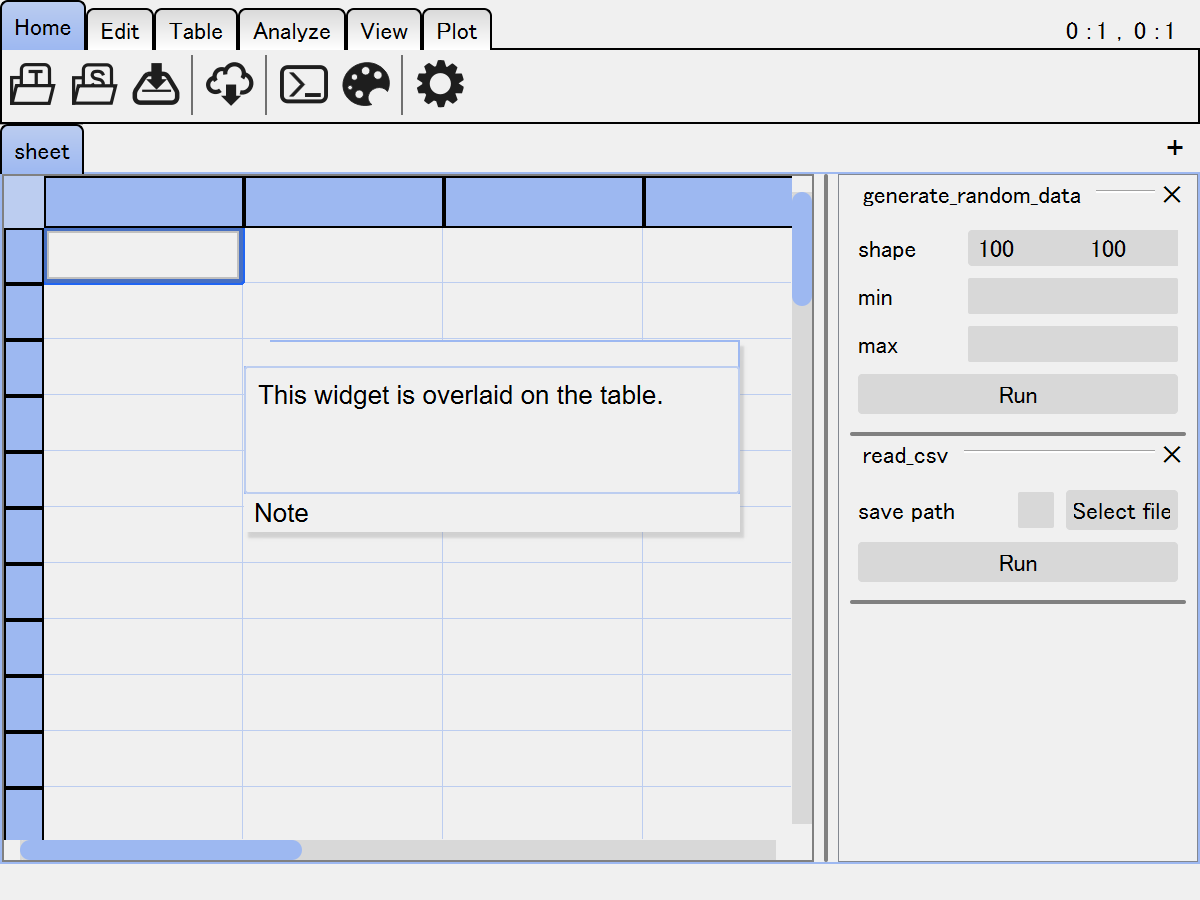 Home Edit Table Analyze View Plot 0 : 1 , 0 : 1
T S
sheet +
generate_random_data
shape 100 100
min
max
Run
read_csv
save path Select file
Run
This widget is overlaid on the table.
Note